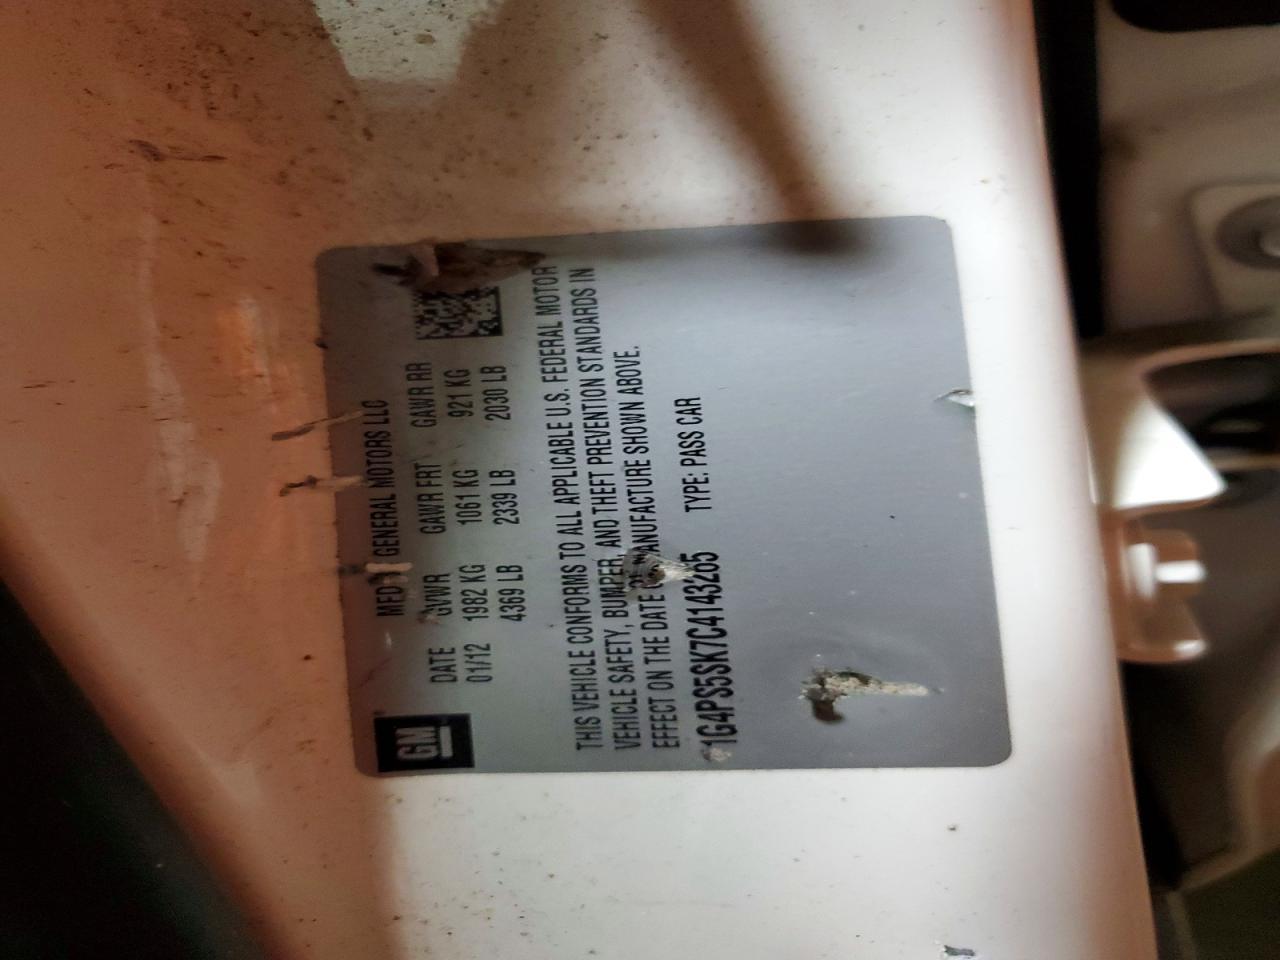 GM
MFD BY GENERAL MOTORS LLC
DATE GVWR GAWR FRT GAWR RR
01/12 1982 KG 1061 KG 921 KG
4369 LB 2339 LB 2030 LB
THIS VEHICLE CONFORMS TO ALL APPLICABLE U.S. FEDERAL MOTOR
VEHICLE SAFETY, BUMPER, AND THEFT PREVENTION STANDARDS IN
EFFECT ON THE DATE OF MANUFACTURE SHOWN ABOVE.
1G4PS5SK7C4143265 TYPE: PASS CAR